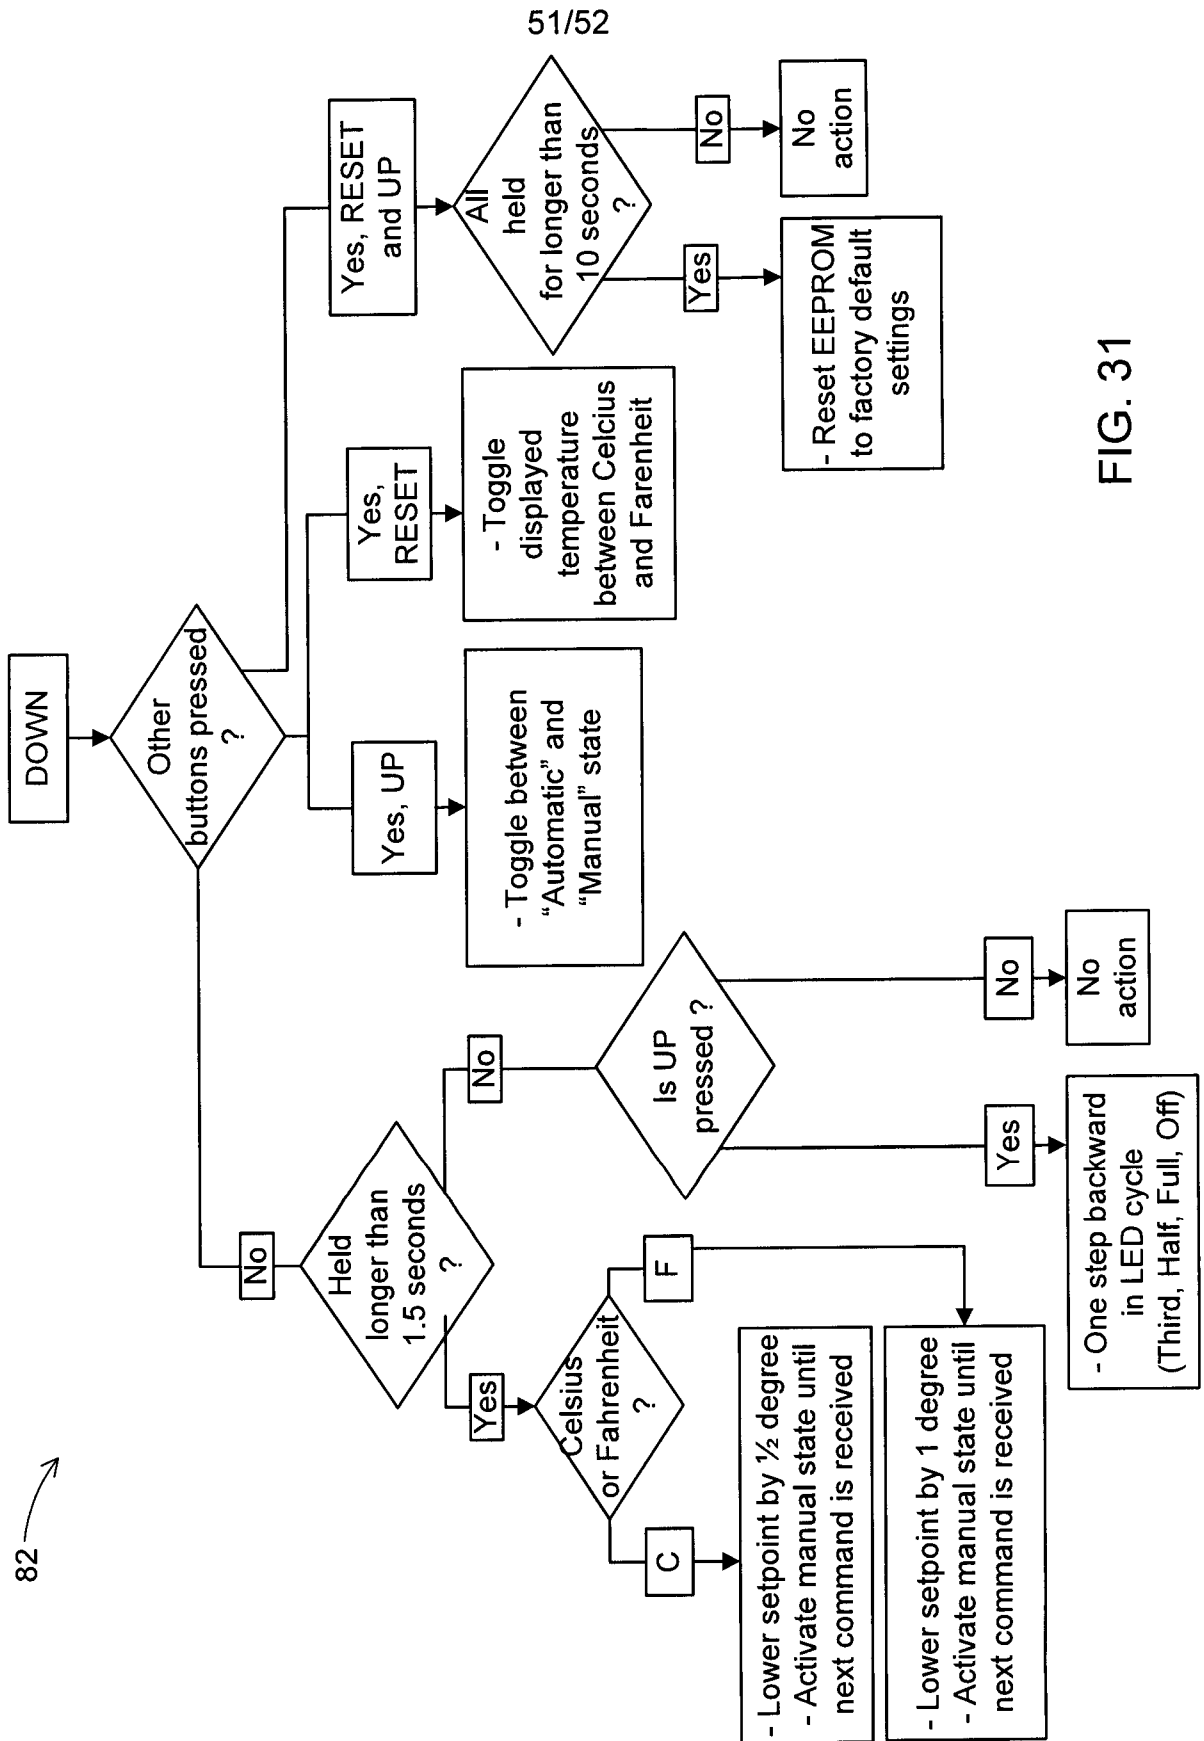 51/52
82
DOWN
Other
buttons pressed
?
No
Yes, UP
Yes,
RESET
Yes, RESET
and UP
Held
longer than
1.5 seconds
?
- Toggle between
“Automatic” and
“Manual” state
- Toggle
displayed
temperature
between Celcius
and Farenheit
All
held
for longer than
10 seconds
?
Yes
No
Celsius
or Fahrenheit
?
Is UP
pressed ?
Yes
No
- Reset EEPROM
to factory default
settings
No
action
C
F
Yes
No
- Lower setpoint by ½ degree
- Activate manual state until
next command is received
- Lower setpoint by 1 degree
- Activate manual state until
next command is received
- One step backward
in LED cycle
(Third, Half, Full, Off)
No
action
FIG. 31